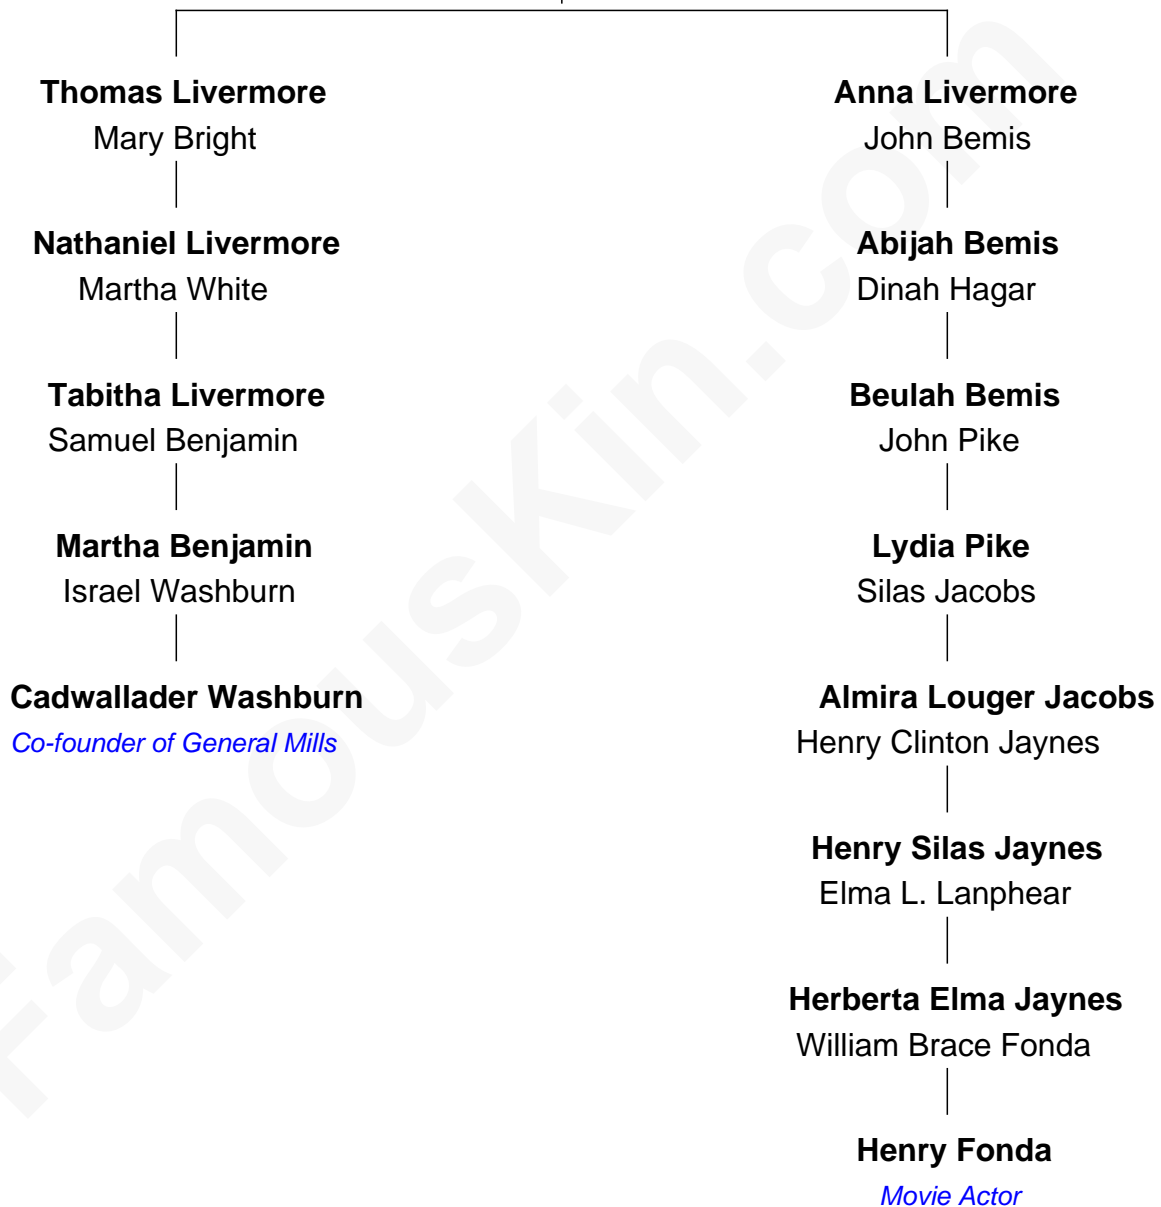 Thomas Livermore
Mary Bright
Nathaniel Livermore
Martha White
Tabitha Livermore
Samuel Benjamin
Martha Benjamin
Israel Washburn
Cadwallader Washburn
Co-founder of General Mills
Anna Livermore
John Bemis
Abijah Bemis
Dinah Hagar
Beulah Bemis
John Pike
Lydia Pike
Silas Jacobs
Almira Louger Jacobs
Henry Clinton Jaynes
Henry Silas Jaynes
Elma L. Lanphear
Herberta Elma Jaynes
William Brace Fonda
Henry Fonda
Movie Actor
FamousKin.com